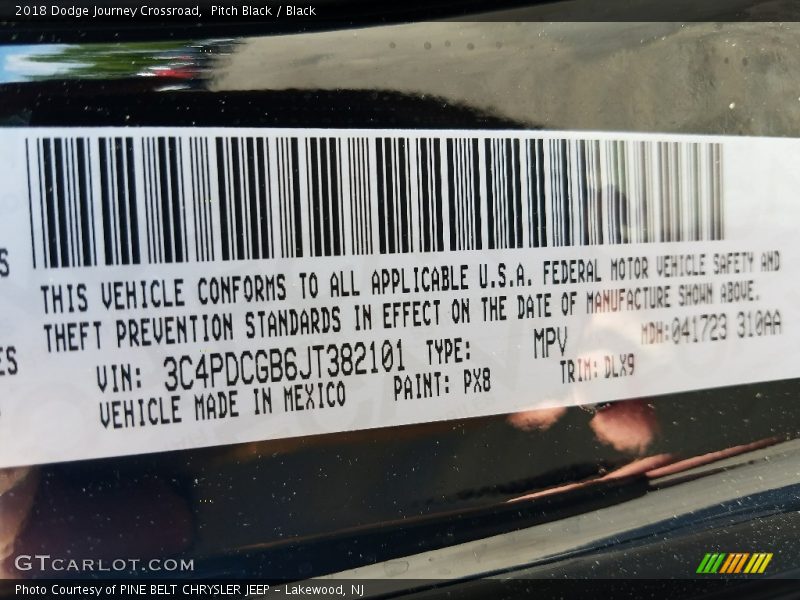 2018 Dodge Journey Crossroad, Pitch Black / Black
THIS VEHICLE CONFORMS TO ALL APPLICABLE U.S.A. FEDERAL MOTOR VEHICLE SAFETY AND
THEFT PREVENTION STANDARDS IN EFFECT ON THE DATE OF MANUFACTURE SHOWN ABOVE.
VIN: 3C4PDCGB6JT382101 TYPE: MPV MDH:041723 310AA
VEHICLE MADE IN MEXICO PAINT: PX8 TRIM: DLX9
GTCARLOT.COM
Photo Courtesy of PINE BELT CHRYSLER JEEP - Lakewood, NJ